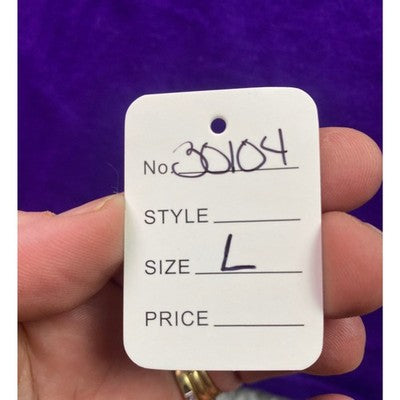 No. 30104
STYLE
SIZE L
PRICE